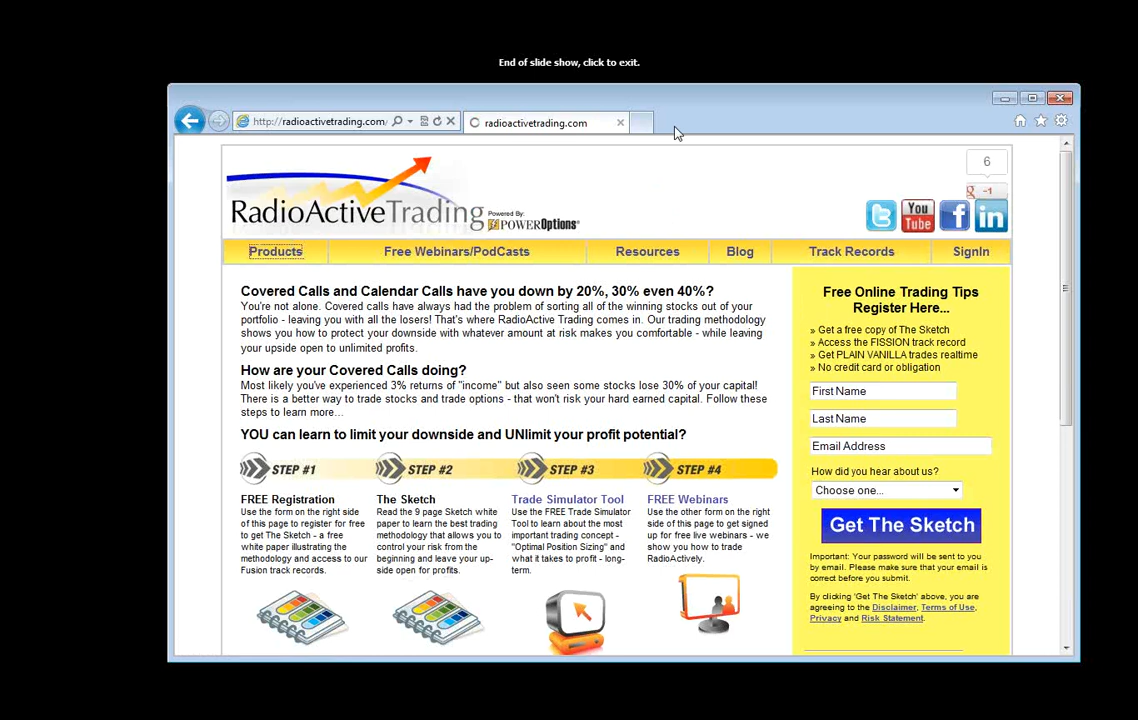 End of slide show, click to exit.
http://radioactivetrading.com/
radioactivetrading.com
6
-1
RadioActiveTrading
Powered By:
POWEROptions®
You
Tube
f
in
Products
Free Webinars/PodCasts
Resources
Blog
Track Records
SignIn
Covered Calls and Calendar Calls have you down by 20%, 30% even 40%?
You're not alone. Covered calls have always had the problem of sorting all of the winning stocks out of your
portfolio - leaving you with all the losers! That's where RadioActive Trading comes in. Our trading methodology
shows you how to protect your downside with whatever amount at risk makes you comfortable - while leaving
your upside open to unlimited profits.
How are your Covered Calls doing?
Most likely you've experienced 3% returns of "income" but also seen some stocks lose 30% of your capital!
There is a better way to trade stocks and trade options - that won't risk your hard earned capital. Follow these
steps to learn more...
YOU can learn to limit your downside and UNlimit your profit potential?
STEP #1
STEP #2
STEP #3
STEP #4
FREE Registration
Use the form on the right side
of this page to register for free
to get The Sketch - a free
white paper illustrating the
methodology and access to our
Fusion track records.
The Sketch
Read the 9 page Sketch white
paper to learn the best trading
methodology that allows you to
control your risk from the
beginning and leave your up-
side open for profits.
Trade Simulator Tool
Use the FREE Trade Simulator
Tool to learn about the most
important trading concept -
"Optimal Position Sizing" and
what it takes to profit - long-
term.
FREE Webinars
Use the other form on the right
side of this page to get signed
up for free live webinars - we
show you how to trade
RadioActively.
Free Online Trading Tips
Register Here...
» Get a free copy of The Sketch
» Access the FISSION track record
» Get PLAIN VANILLA trades realtime
» No credit card or obligation
First Name
Last Name
Email Address
How did you hear about us?
Choose one...
Get The Sketch
Important: Your password will be sent to you
by email. Please make sure that your email is
correct before you submit.
By clicking 'Get The Sketch' above, you are
agreeing to the Disclaimer, Terms of Use,
Privacy and Risk Statement.